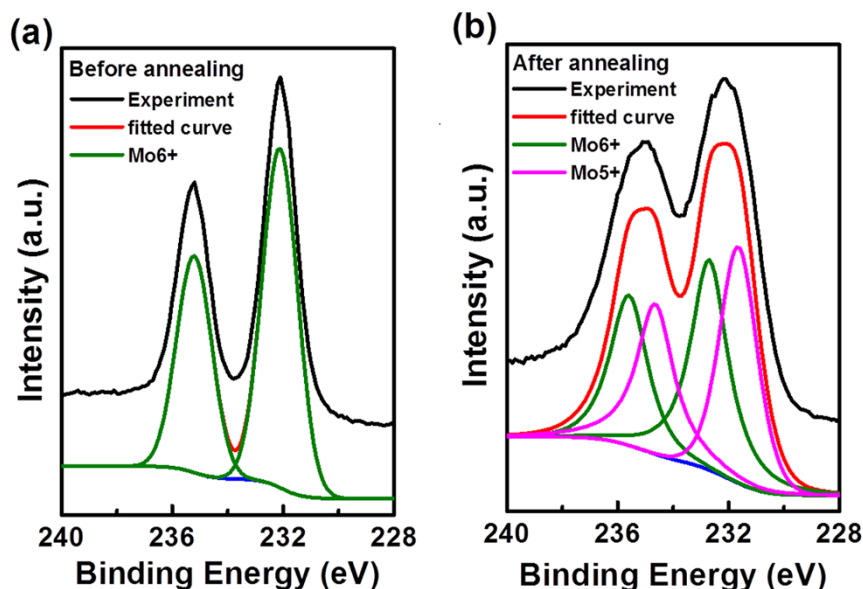 (a)
Before annealing
Experiment
fitted curve
Mo6+
Intensity (a.u.)
240 236 232 228
Binding Energy (eV)
(b)
After annealing
Experiment
fitted curve
Mo6+
Mo5+
Intensity (a.u.)
240 236 232 228
Binding Energy (eV)